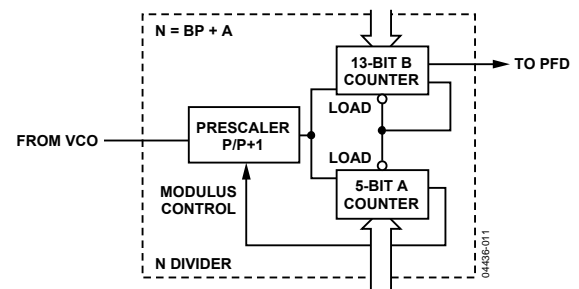 N = BP + A
13-BIT B
COUNTER
TO PFD
LOAD
PRESCALER
P/P+1
FROM VCO
LOAD
MODULUS
CONTROL
5-BIT A
COUNTER
N DIVIDER
04436-011